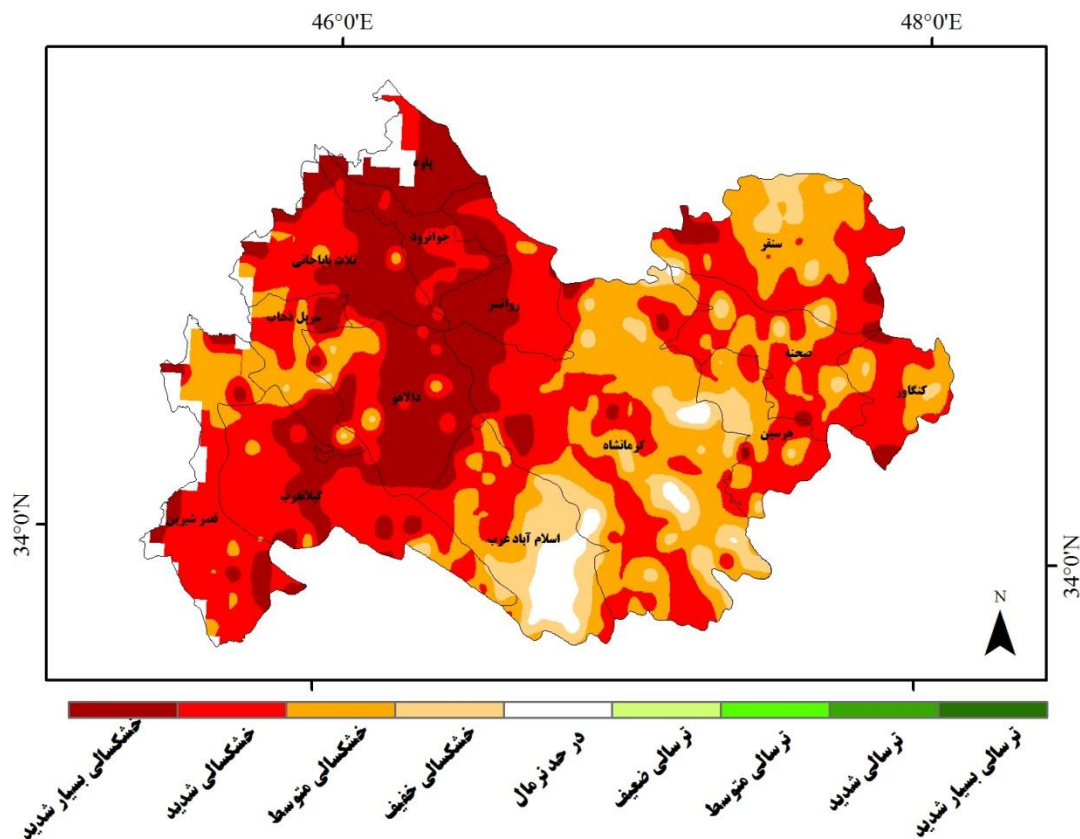 46°0'E
48°0'E
پاوه
سنقر
جوانرود
ثلاث باباجانی
روانسر
سرپل ذهاب
صحنه
کنگاور
دالاهو
هرسین
کرمانشاه
گیلانغرب
قصر شیرین
اسلام آباد غرب
34°0'N
34°0'N
N
خشکسالی بسیار شدید
خشکسالی شدید
خشکسالی متوسط
خشکسالی خفیف
در حد نرمال
ترسالی ضعیف
ترسالی متوسط
ترسالی شدید
ترسالی بسیار شدید